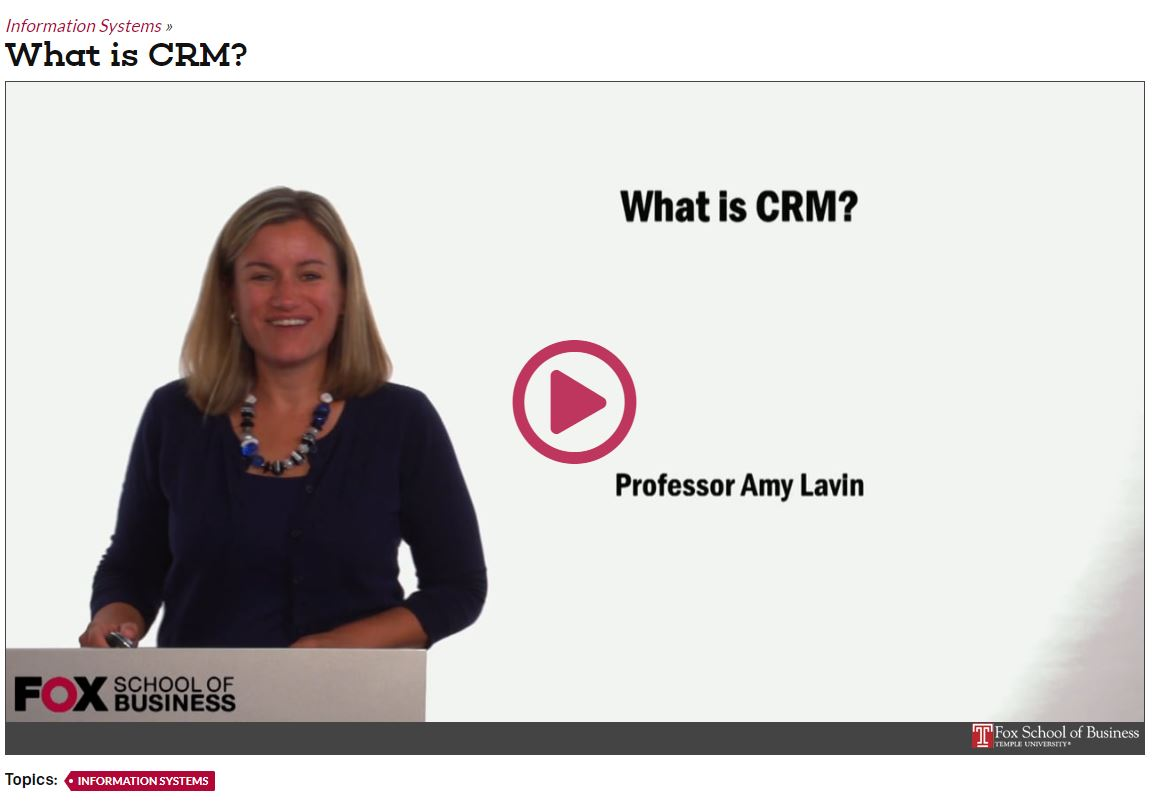 Information Systems »
What is CRM?
What is CRM?
Professor Amy Lavin
FOX SCHOOL OF
BUSINESS
Fox School of Business
TEMPLE UNIVERSITY®
Topics: INFORMATION SYSTEMS